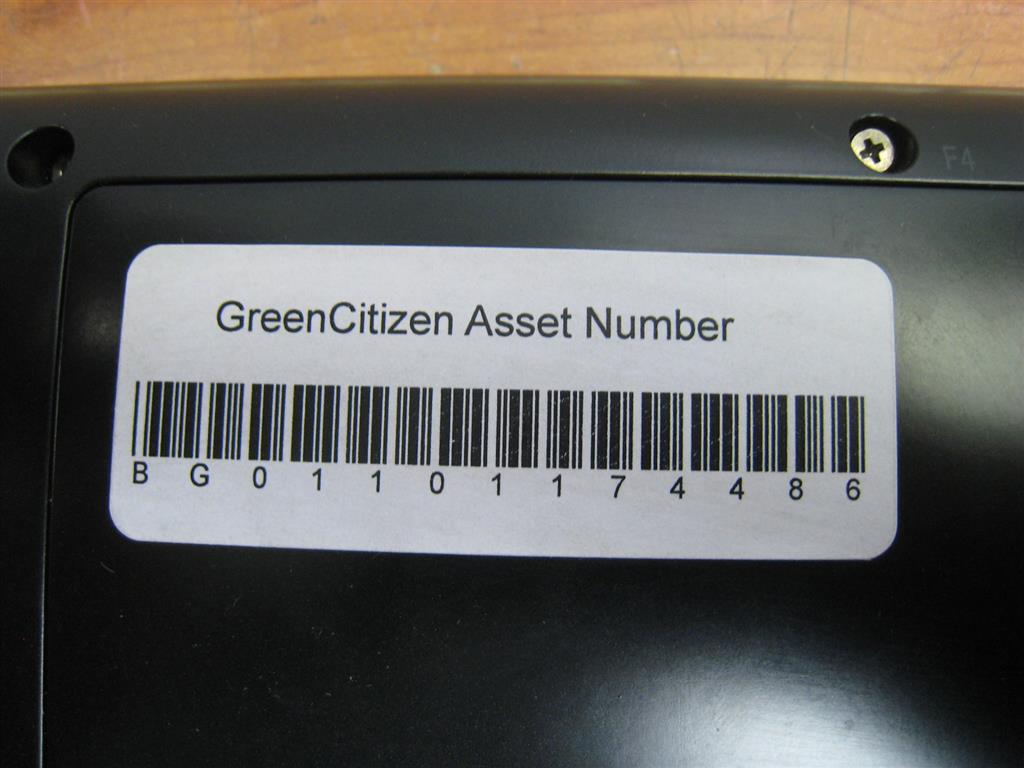 F4
GreenCitizen Asset Number
B G 0 1 1 0 1 1 7 4 4 8 6